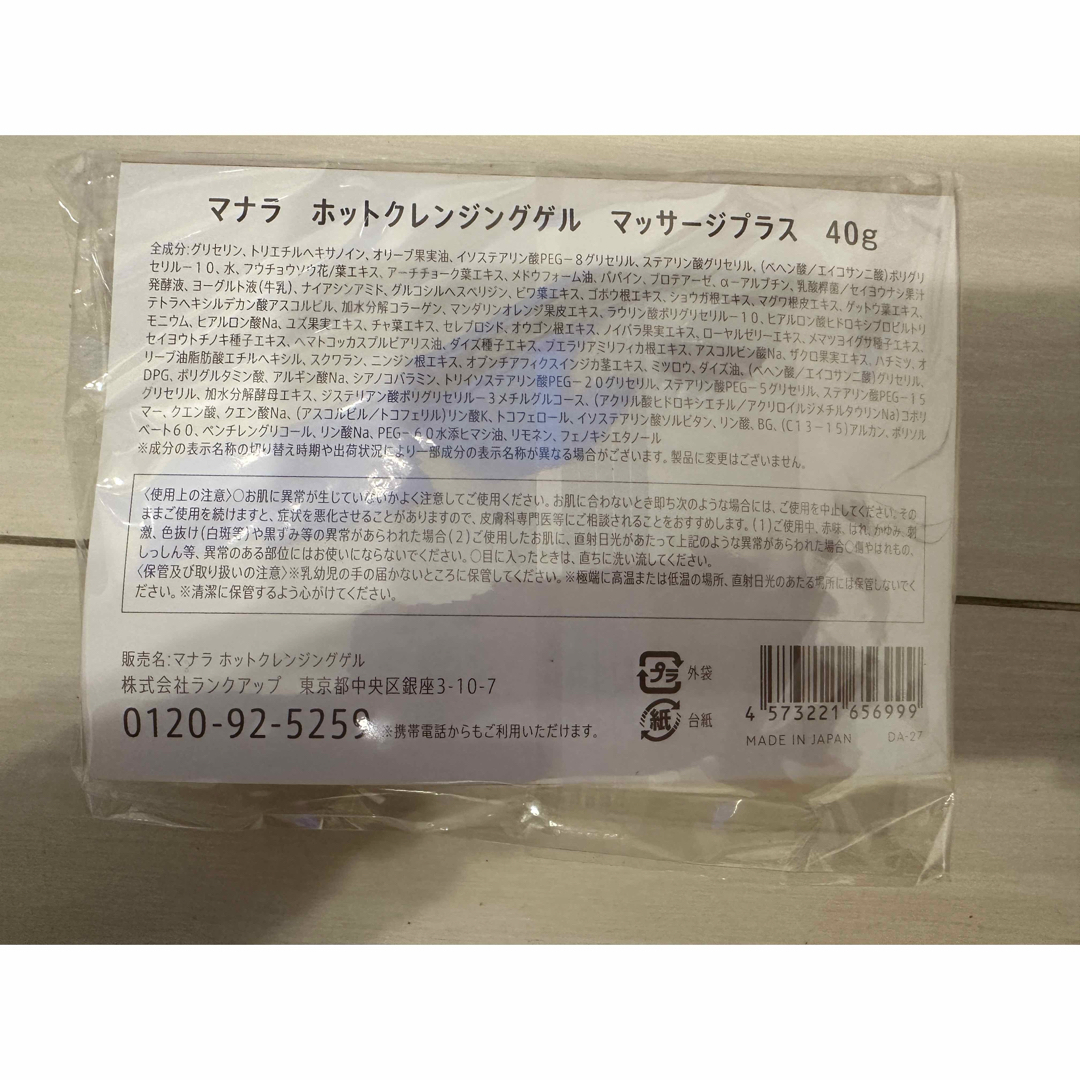 マナラ ホットクレンジングゲル マッサージプラス 40g
全成分:グリセリン、トリエチルヘキサノイン、オリーブ果実油、イソステアリン酸PEG-8グリセリル、ステアリン酸グリセリル、(ベヘン酸/エイコサン二酸)ポリグリ
セリル-10、水、フウチョウソウ花/葉エキス、アーチチョーク葉エキス、メドウフォーム油、パパイン、プロテアーゼ、α-アルブチン、乳酸桿菌/セイヨウナシ果汁
発酵液、ヨーグルト液(牛乳)、ナイアシンアミド、グルコシルヘスペリジン、ビワ葉エキス、ゴボウ根エキス、ショウガ根エキス、マグワ根皮エキス、ゲットウ葉エキス、
テトラヘキシルデカン酸アスコルビル、加水分解コラーゲン、マンダリンオレンジ果皮エキス、ラウリン酸ポリグリセリル-10、ヒアルロン酸ヒドロキシプロピルトリ
モニウム、ヒアルロン酸Na、ユズ果実エキス、チャ葉エキス、セレブロシド、オウゴン根エキス、ノイバラ果実エキス、ローヤルゼリーエキス、メマツヨイグサ種子エキス、
セイヨウトチノキ種子エキス、ヘマトコッカスプルビアリス油、ダイズ種子エキス、プエラリアミリフィカ根エキス、アスコルビン酸Na、ザクロ果実エキス、ハチミツ、オ
リーブ油脂肪酸エチルヘキシル、スクワラン、ニンジン根エキス、オプンチアフィクスインジカ茎エキス、ミツロウ、ダイズ油、(ベヘン酸/エイコサン二酸)グリセリル、
DPG、ポリグルタミン酸、アルギン酸Na、シアノコバラミン、トリイソステアリン酸PEG-20グリセリル、ステアリン酸PEG-5グリセリル、ステアリン酸PEG-15
グリセリル、加水分解酵母エキス、ジステアリン酸ポリグリセリル-3メチルグルコース、(アクリル酸ヒドロキシエチル/アクリロイルジメチルタウリンNa)コポリ
マー、クエン酸、クエン酸Na、(アスコルビル/トコフェリル)リン酸K、トコフェロール、イソステアリン酸ソルビタン、リン酸、BG、(C13-15)アルカン、ポリソル
ベート60、ペンチレングリコール、リン酸Na、PEG-60水添ヒマシ油、リモネン、フェノキシエタノール
※成分の表示名称の切り替え時期や出荷状況により一部成分の表示名称が異なる場合がございます。製品に変更はございません。
〈使用上の注意〉○お肌に異常が生じていないかよく注意してご使用ください。お肌に合わないとき即ち次のような場合には、ご使用を中止してください。その
ままご使用を続けますと、症状を悪化させることがありますので、皮膚科専門医等にご相談されることをおすすめします。(1)ご使用中、赤味、はれ、かゆみ、刺
激、色抜け(白斑等)や黒ずみ等の異常があらわれた場合(2)ご使用したお肌に、直射日光があたって上記のような異常があらわれた場合○傷やはれもの、
しっしん等、異常のある部位にはお使いにならないでください。○目に入ったときは、直ちに洗い流してください。
〈保管及び取り扱いの注意〉※乳幼児の手の届かないところに保管してください。※極端に高温または低温の場所、直射日光のあたる場所には保管しないでく
ださい。※清潔に保管するよう心がけてください。
販売名:マナラ ホットクレンジングゲル
株式会社ランクアップ 東京都中央区銀座3-10-7
0120-92-5259 ※携帯電話からもご利用いただけます。
プラ 外袋
紙 台紙
4 573221 656999
MADE IN JAPAN DA-27